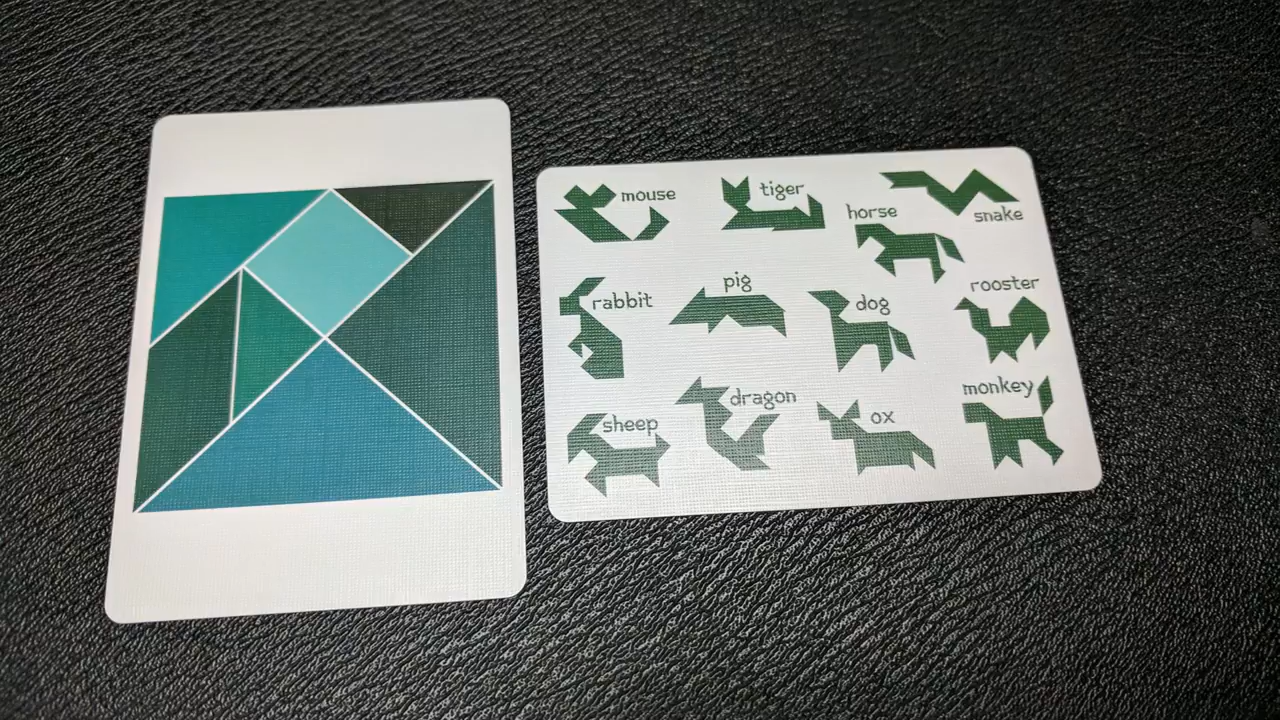 mouse
tiger
horse
snake
rabbit
pig
dog
rooster
sheep
dragon
ox
monkey